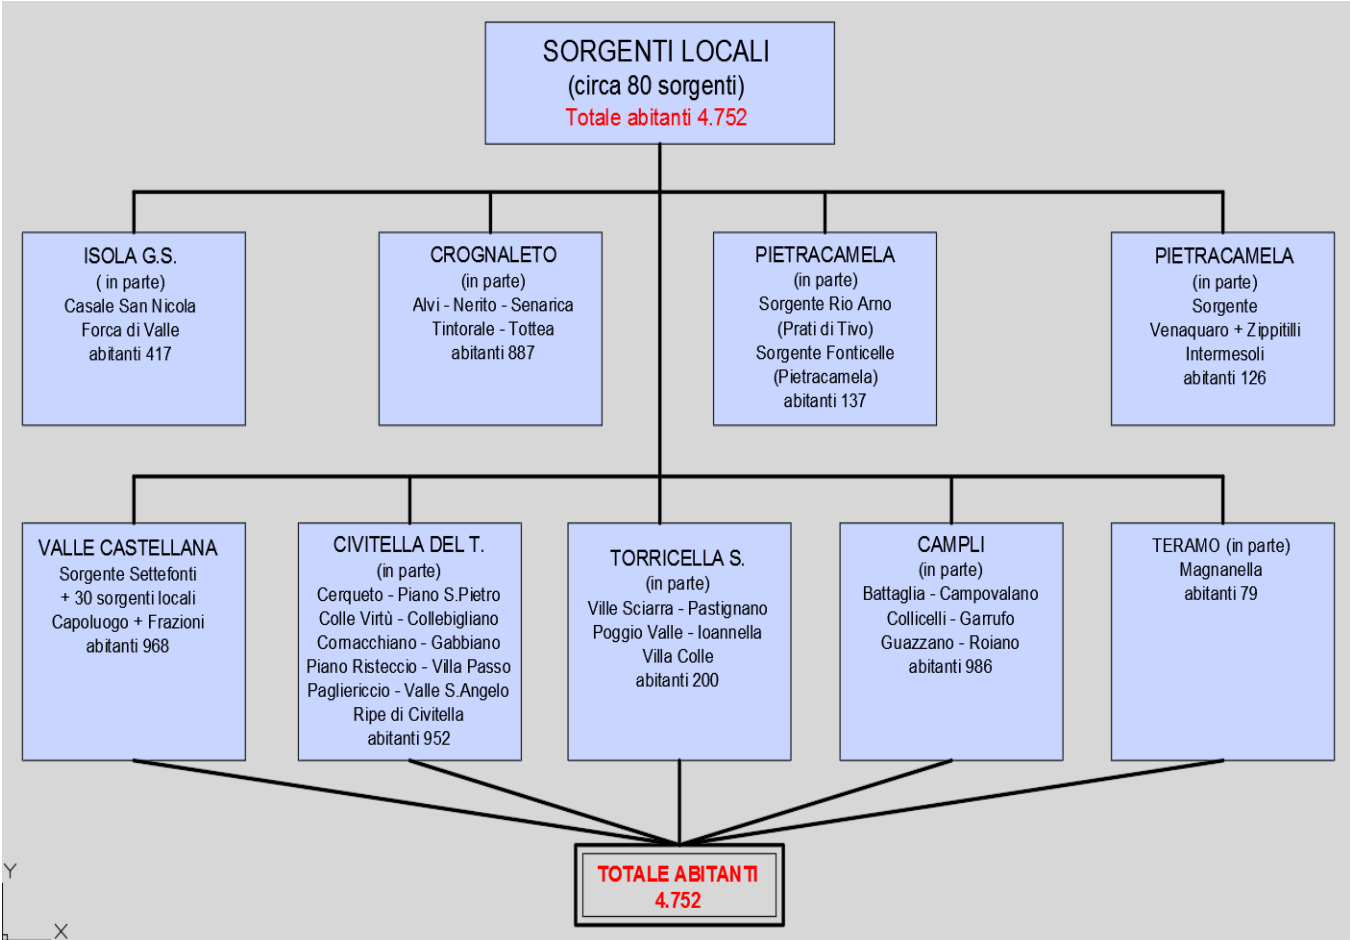 SORGENTI LOCALI
(circa 80 sorgenti)
Totale abitanti 4.752
ISOLA G.S.
( in parte)
Casale San Nicola
Forca di Valle
abitanti 417
CROGNALETO
(in parte)
Alvi - Nerito - Senarica
Tintorale - Tottea
abitanti 887
PIETRACAMELA
(in parte)
Sorgente Rio Arno
(Prati di Tivo)
Sorgente Fonticelle
(Pietracamela)
abitanti 137
PIETRACAMELA
(in parte)
Sorgente
Venaquaro + Zippitilli
Intermesoli
abitanti 126
VALLE CASTELLANA
Sorgente Settefonti
+ 30 sorgenti locali
Capoluogo + Frazioni
abitanti 968
CIVITELLA DEL T.
(in parte)
Cerqueto - Piano S.Pietro
Colle Virtù - Collebigliano
Cornacchiano - Gabbiano
Piano Risteccio - Villa Passo
Pagliericcio - Valle S.Angelo
Ripe di Civitella
abitanti 952
TORRICELLA S.
(in parte)
Ville Sciarra - Pastignano
Poggio Valle - Ioannella
Villa Colle
abitanti 200
CAMPLI
(in parte)
Battaglia - Campovalano
Collicelli - Garrufo
Guazzano - Roiano
abitanti 986
TERAMO (in parte)
Magnanella
abitanti 79
TOTALE ABITANTI
4.752
Y
X